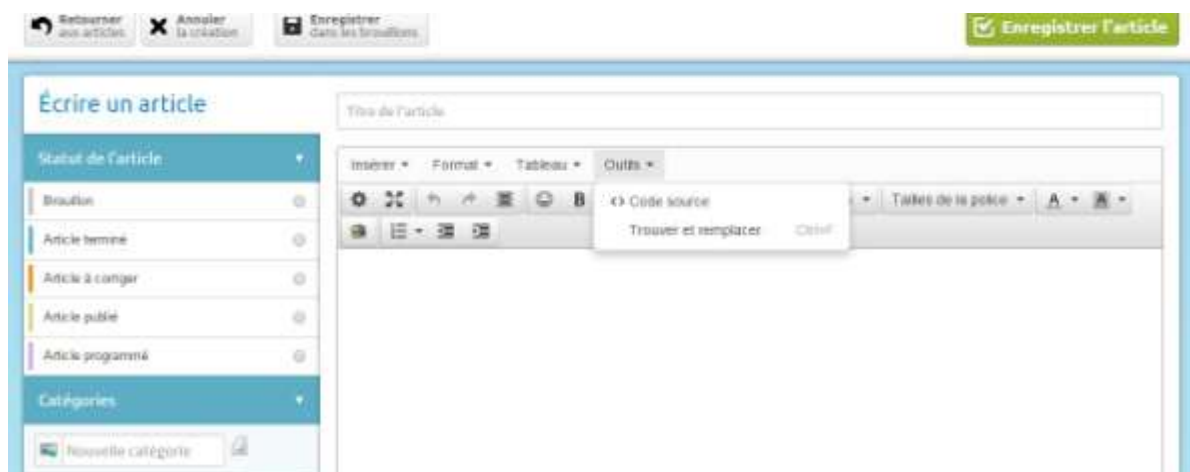 Retourner
aux articles
Annuler
la création
Enregistrer
dans les brouillons
Enregistrer l'article
Écrire un article
Titre de l'article
Statut de l'article
Insérer
Format
Tableau
Outils
Brouillon
B
<> Code source
Tailles de la police
A
A
Article terminé
Trouver et remplacer
Ctrl+F
Article à corriger
Article publié
Article programmé
Catégories
Nouvelle catégorie